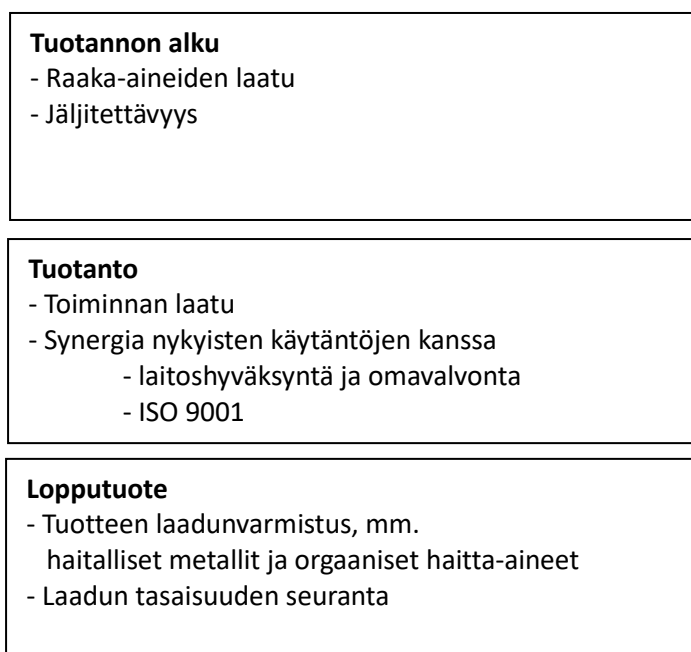 Tuotannon alku
- Raaka-aineiden laatu
- Jäljitettävyys
Tuotanto
- Toiminnan laatu
- Synergia nykyisten käytäntöjen kanssa
- laitoshyväksyntä ja omavalvonta
- ISO 9001
Lopputuote
- Tuotteen laadunvarmistus, mm.
haitalliset metallit ja orgaaniset haitta-aineet
- Laadun tasaisuuden seuranta